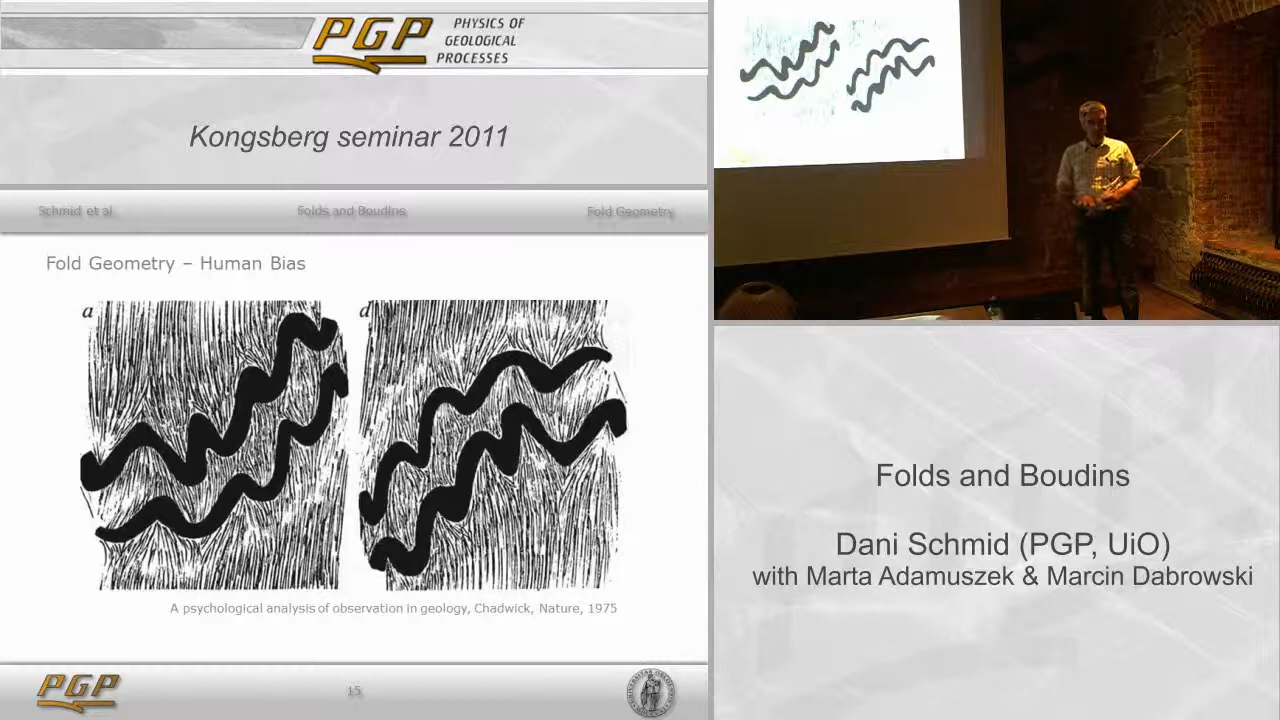 PGP
PHYSICS OF
GEOLOGICAL
PROCESSES
Kongsberg seminar 2011
Schmid et al
Folds and Boudins
Fold Geometry
Fold Geometry – Human Bias
a
d
A psychological analysis of observation in geology, Chadwick, Nature, 1975
PGP
15
Folds and Boudins
Dani Schmid (PGP, UiO)
with Marta Adamuszek & Marcin Dabrowski